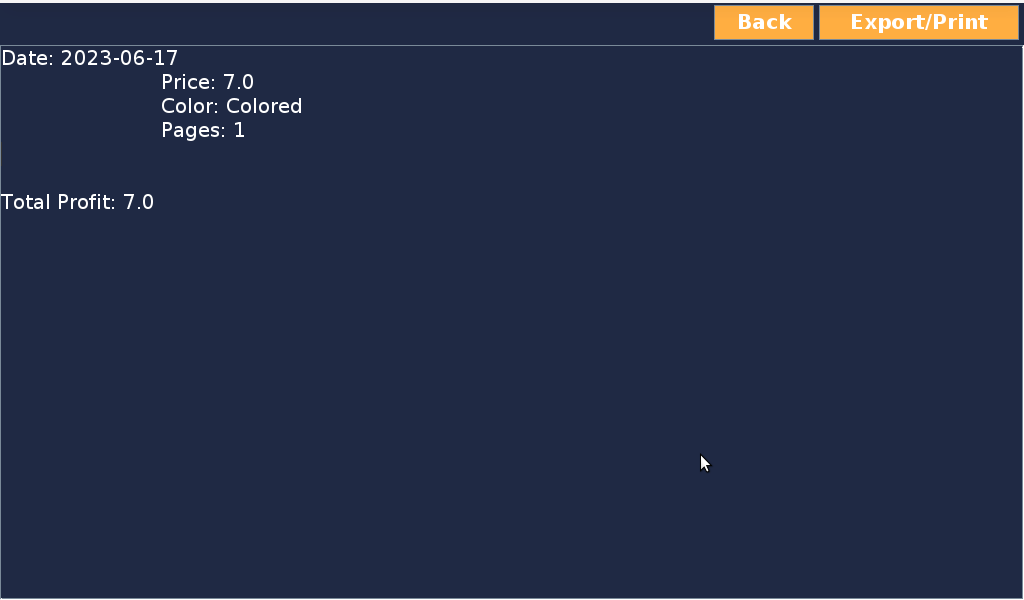 Back Export/Print
Date: 2023-06-17
Price: 7.0
Color: Colored
Pages: 1
Total Profit: 7.0